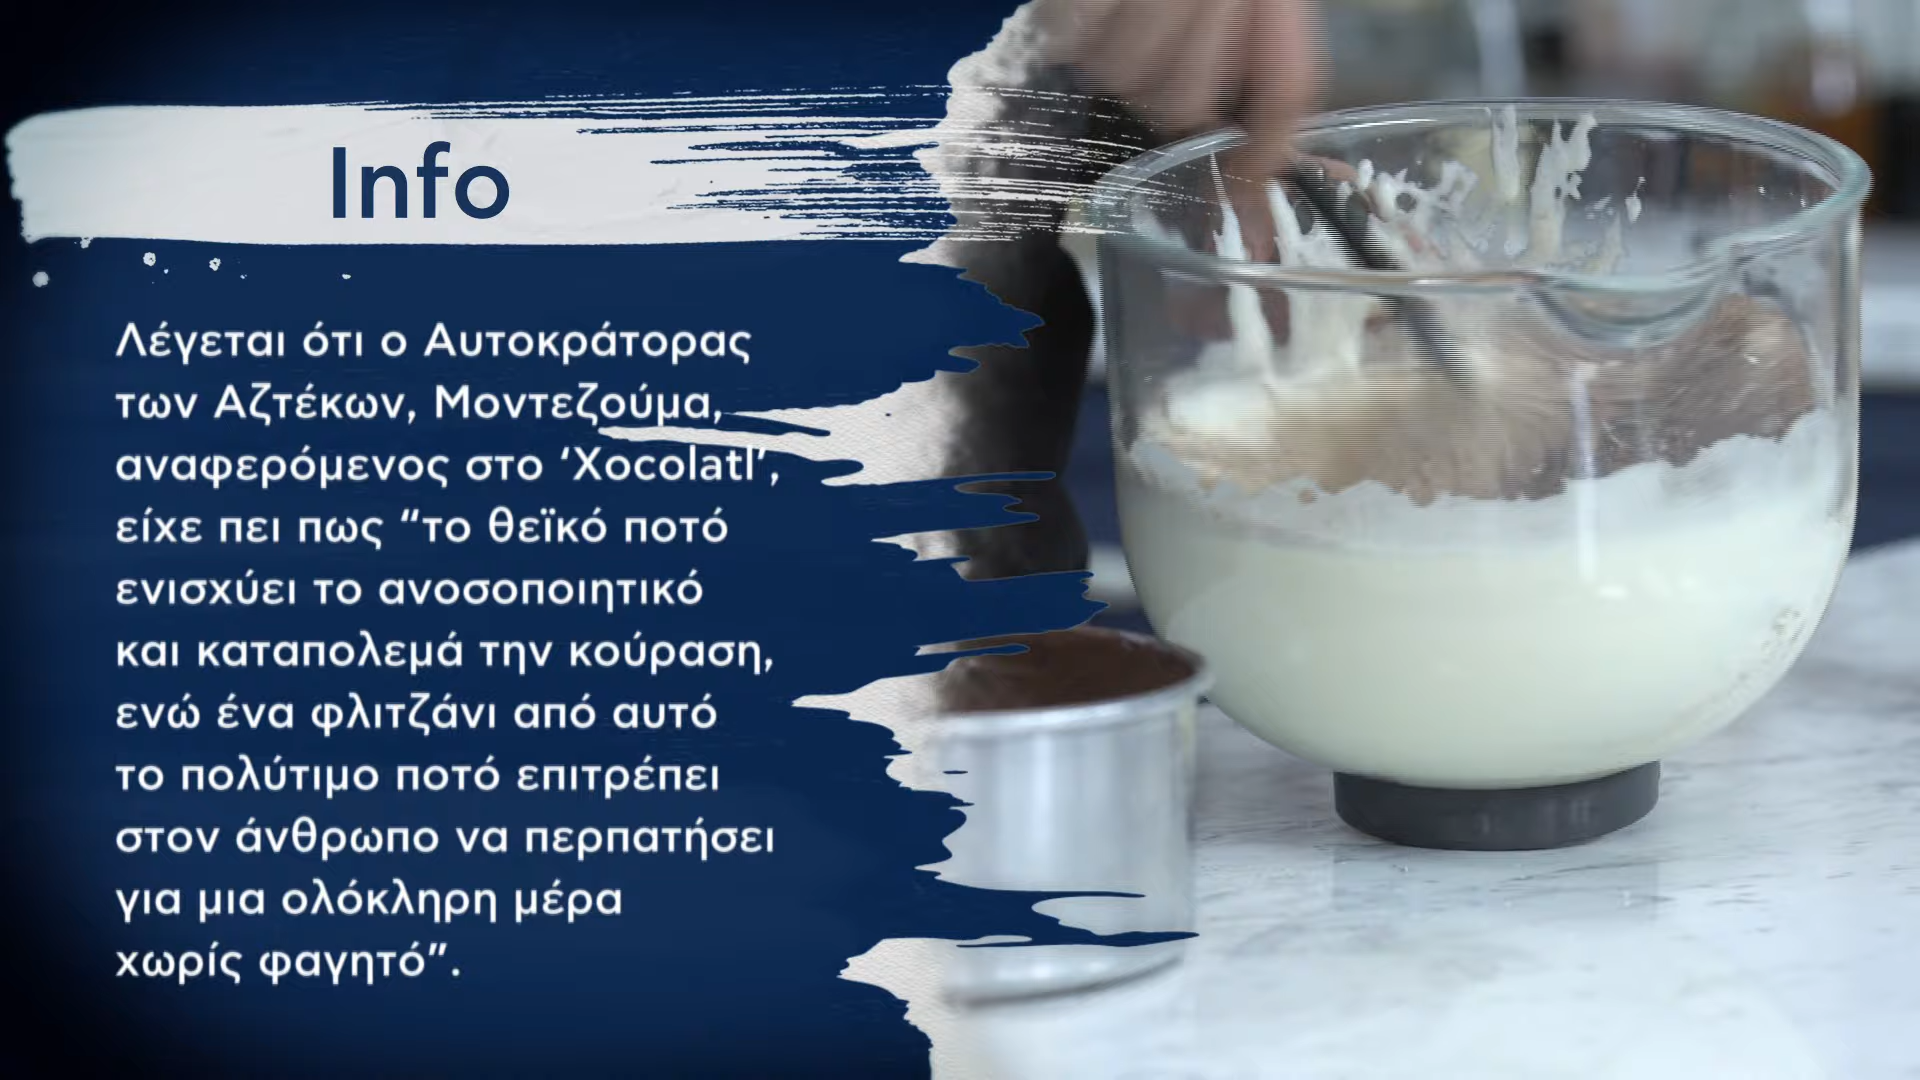 Info
Λέγεται ότι ο Αυτοκράτορας
των Αζτέκων, Μοντεζούμα,
αναφερόμενος στο ‘Xocolatl’,
είχε πει πως “το θεϊκό ποτό
ενισχύει το ανοσοποιητικό
και καταπολεμά την κούραση,
ενώ ένα φλιτζάνι από αυτό
το πολύτιμο ποτό επιτρέπει
στον άνθρωπο να περπατήσει
για μια ολόκληρη μέρα
χωρίς φαγητό”.